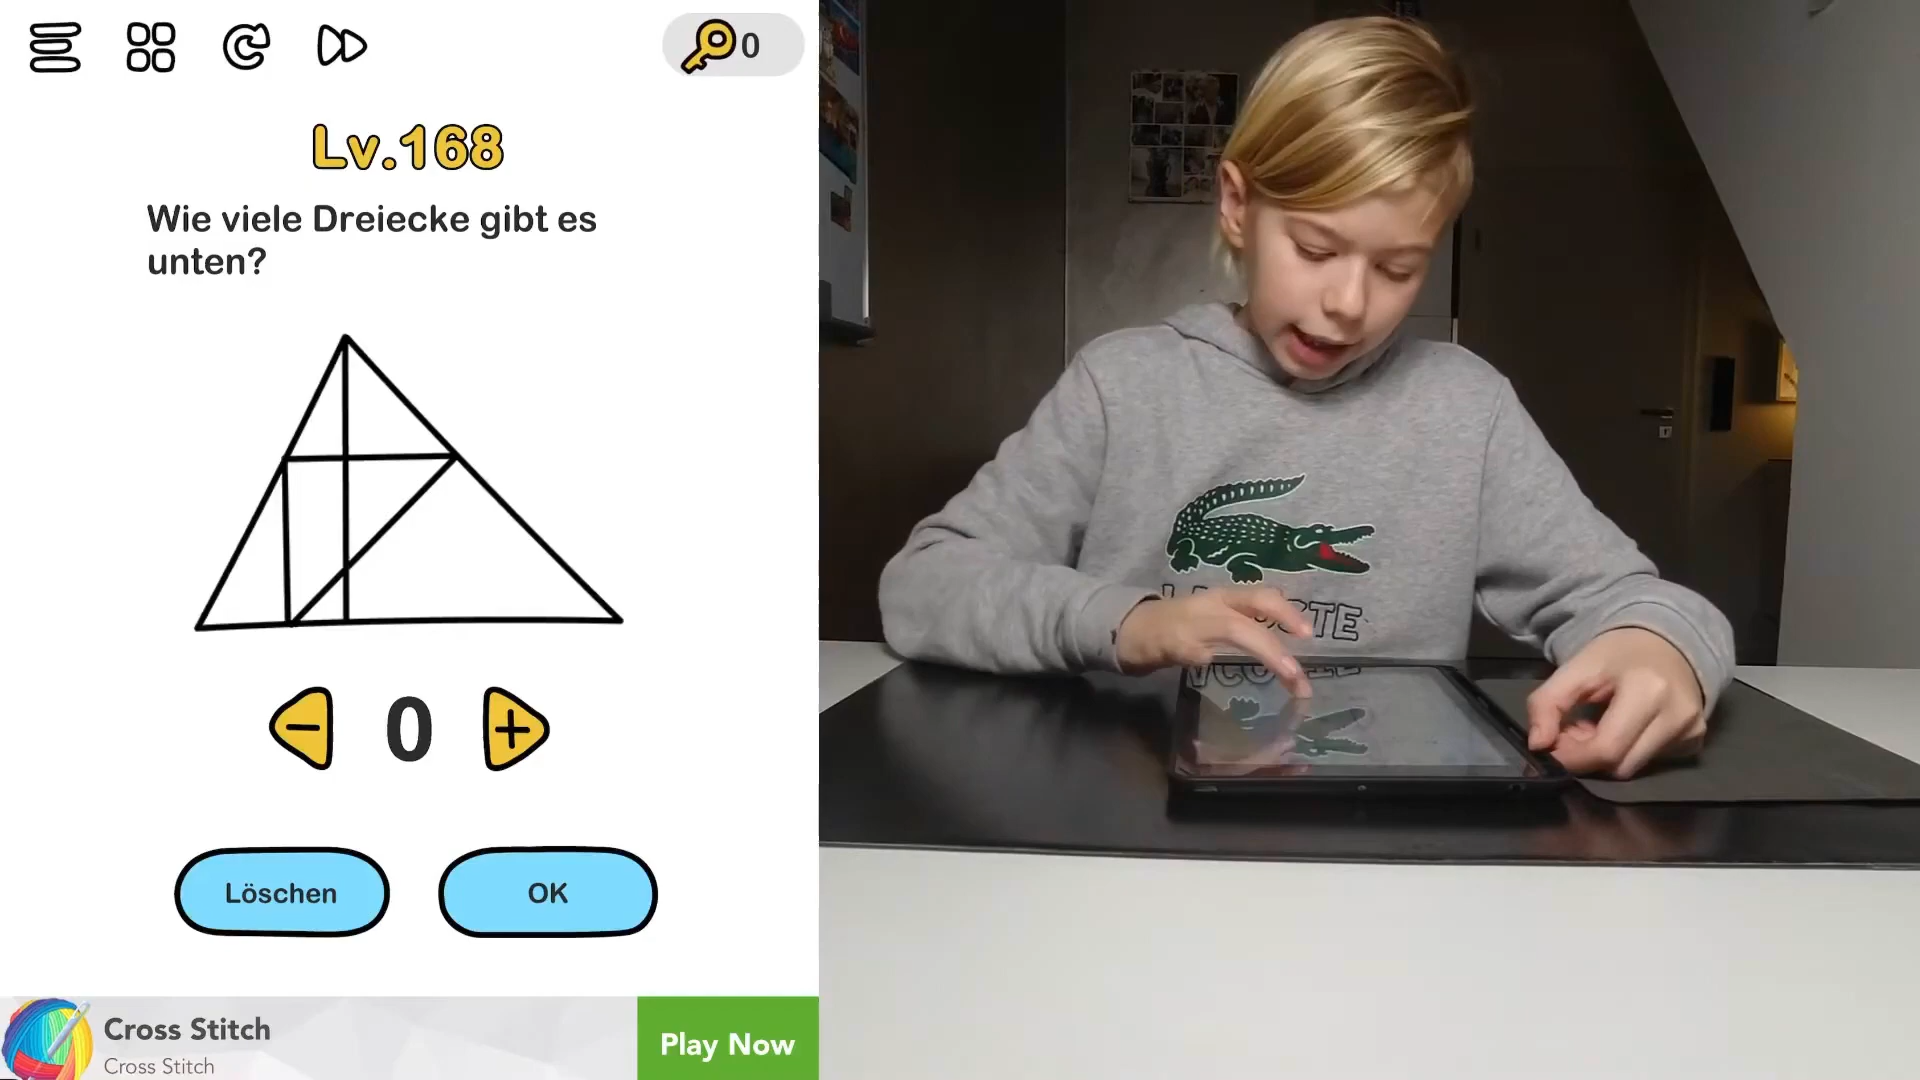 0
Lv.168
Wie viele Dreiecke gibt es
unten?
0
Löschen
OK
Cross Stitch
Cross Stitch
Play Now